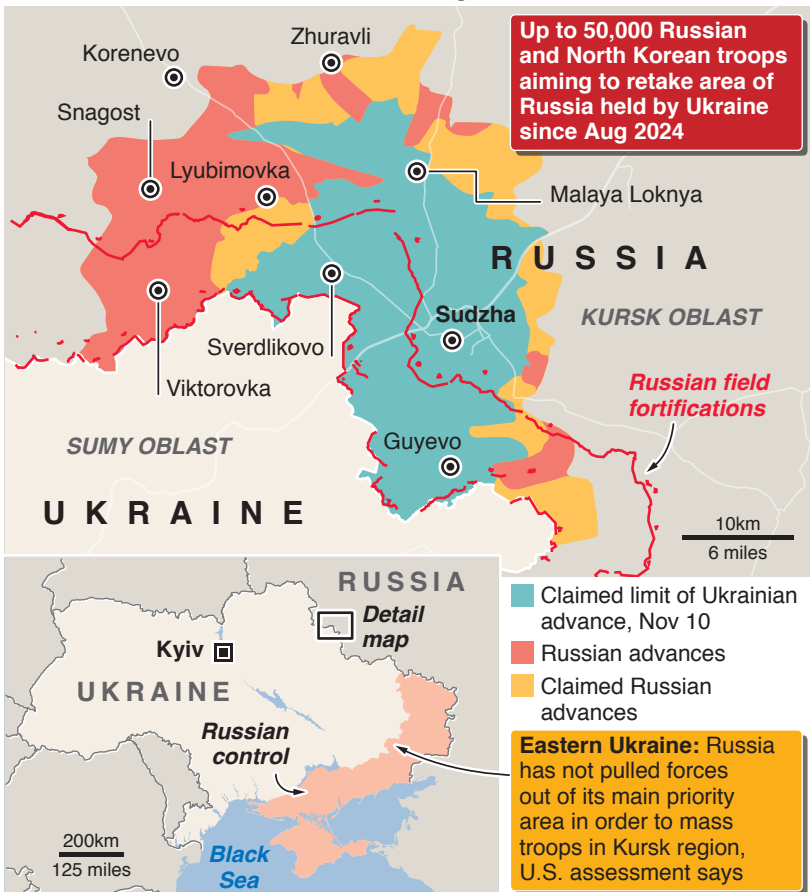 Up to 50,000 Russian
and North Korean troops
aiming to retake area of
Russia held by Ukraine
since Aug 2024
Zhuravli
Korenevo
Snagost
Lyubimovka
Malaya Loknya
RUSSIA
KURSK OBLAST
Sudzha
Sverdlikovo
Viktorovka
Russian field
fortifications
SUMY OBLAST
Guyevo
UKRAINE
10km
6 miles
RUSSIA
Detail
map
Kyiv
UKRAINE
Russian
control
200km
125 miles
Black
Sea
Claimed limit of Ukrainian
advance, Nov 10
Russian advances
Claimed Russian
advances
Eastern Ukraine: Russia
has not pulled forces
out of its main priority
area in order to mass
troops in Kursk region,
U.S. assessment says